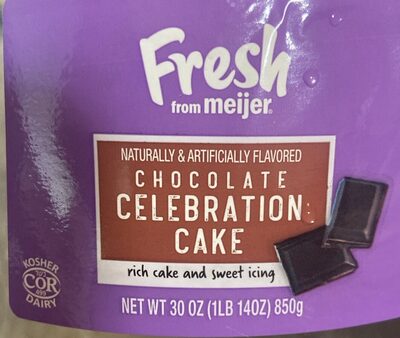 Fresh
from meijer®
NATURALLY & ARTIFICIALLY FLAVORED
CHOCOLATE
CELEBRATION
CAKE
rich cake and sweet icing
KOSHER
COR
DAIRY
NET WT 30 OZ (1LB 14OZ) 850g